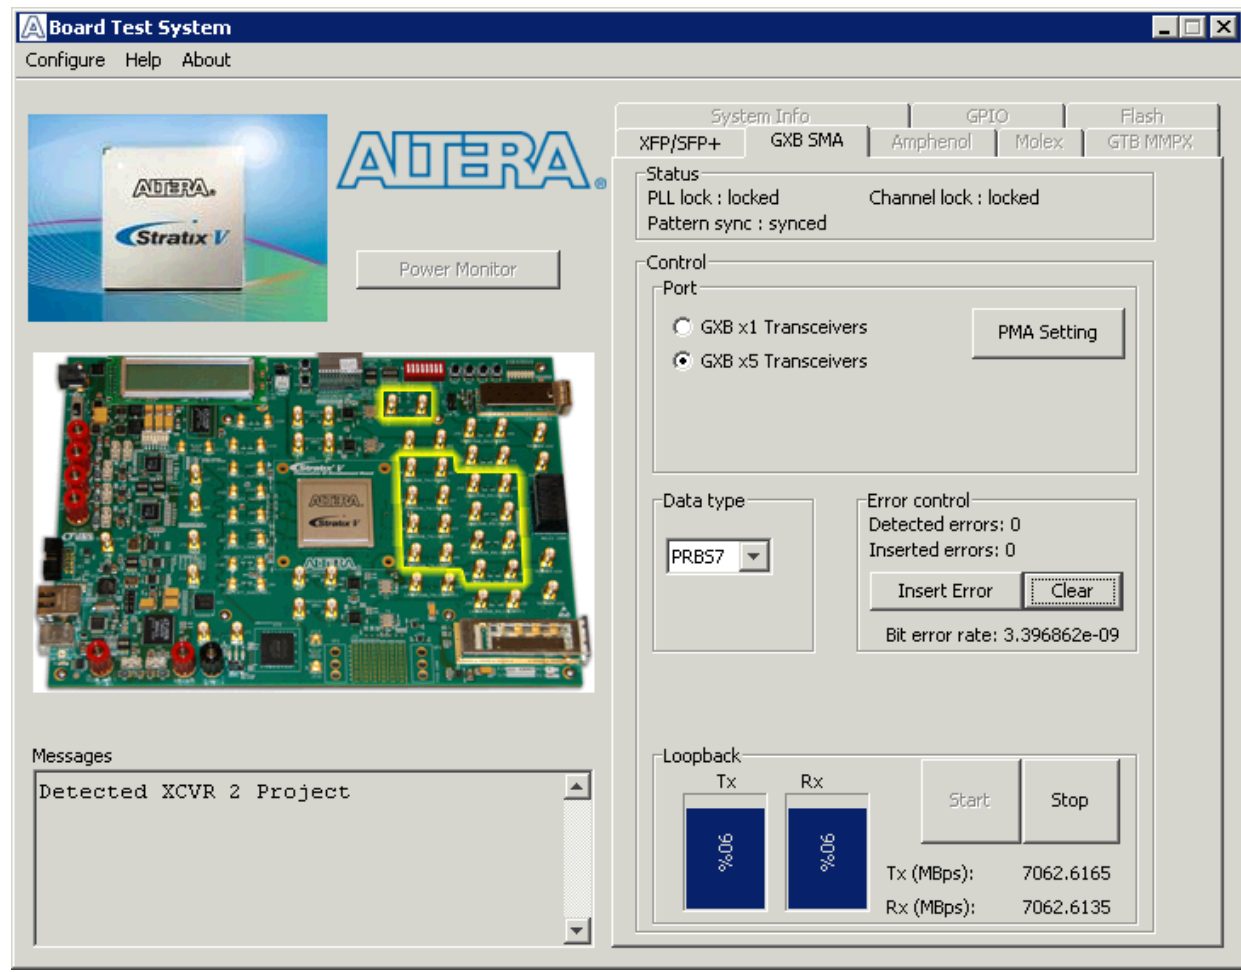 Board Test System
Configure Help About
ALTERA®
ALTERA.
Stratix V
Power Monitor
System Info GPIO Flash
XFP/SFP+ GXB SMA Amphenol Molex GTB MMPX
Status
PLL lock : locked Channel lock : locked
Pattern sync : synced
Control
Port
GXB x1 Transceivers
GXB x5 Transceivers
PMA Setting
Stratix V
ALTERA.
Stratix V
ALTERA
Data type
PRBS7
Error control
Detected errors: 0
Inserted errors: 0
Insert Error Clear
Bit error rate: 3.396862e-09
Messages
Detected XCVR 2 Project
Loopback
Tx Rx
90% 90%
Start Stop
Tx (MBps): 7062.6165
Rx (MBps): 7062.6135